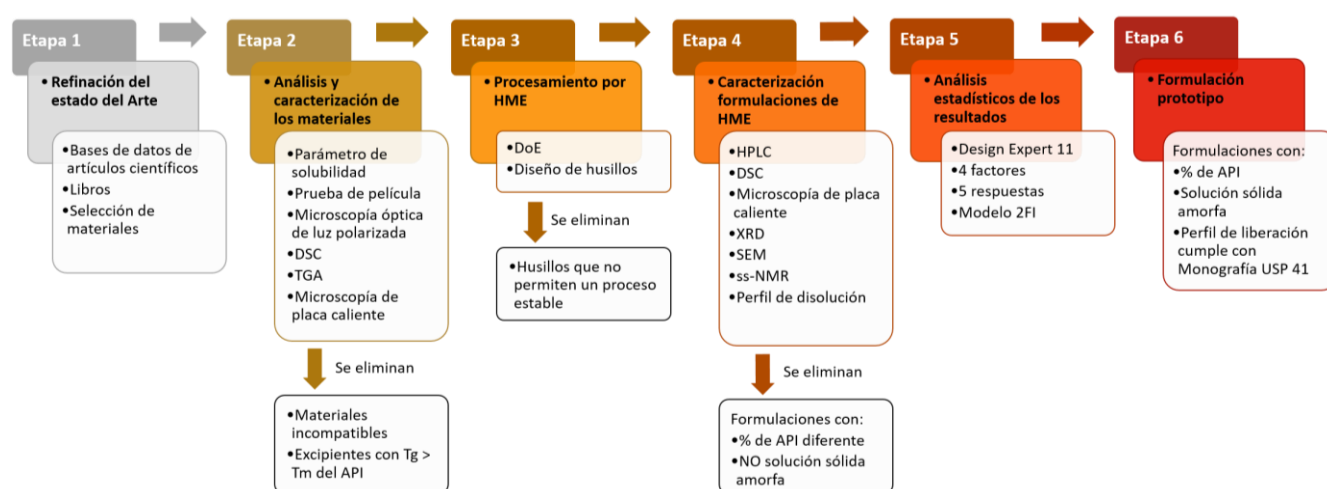 Etapa 1
• Refinación del
estado del Arte
•Bases de datos de
artículos científicos
•Libros
•Selección de
materiales
Etapa 2
• Análisis y
caracterización de
los materiales
•Parámetro de
solubilidad
•Prueba de película
•Microscopía óptica
de luz polarizada
•DSC
•TGA
•Microscopía de
placa caliente
Se eliminan
•Materiales
incompatibles
•Excipientes con Tg >
Tm del API
Etapa 3
• Procesamiento por
HME
•DoE
•Diseño de husillos
Se eliminan
•Husillos que no
permiten un proceso
estable
Etapa 4
• Caracterización
formulaciones de
HME
•HPLC
•DSC
•Microscopía de placa
caliente
•XRD
•SEM
•ss-NMR
•Perfil de disolución
Se eliminan
Formulaciones con:
•% de API diferente
•NO solución sólida
amorfa
Etapa 5
• Análisis
estadísticos de los
resultados
•Design Expert 11
•4 factores
•5 respuestas
•Modelo 2FI
Etapa 6
• Formulación
prototipo
Formulaciones con:
•% de API
•Solución sólida
amorfa
•Perfil de liberación
cumple con
Monografía USP 41